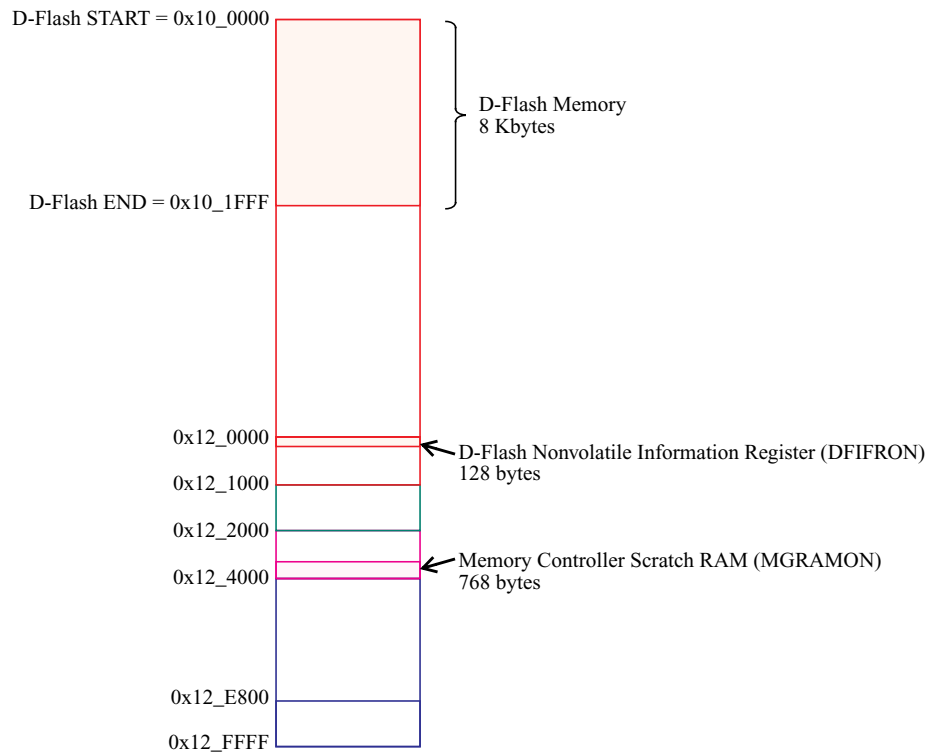 D-Flash START = 0x10_0000
D-Flash Memory
8 Kbytes
D-Flash END = 0x10_1FFF
0x12_0000
D-Flash Nonvolatile Information Register (DFIFRON)
128 bytes
0x12_1000
0x12_2000
Memory Controller Scratch RAM (MGRAMON)
768 bytes
0x12_4000
0x12_E800
0x12_FFFF